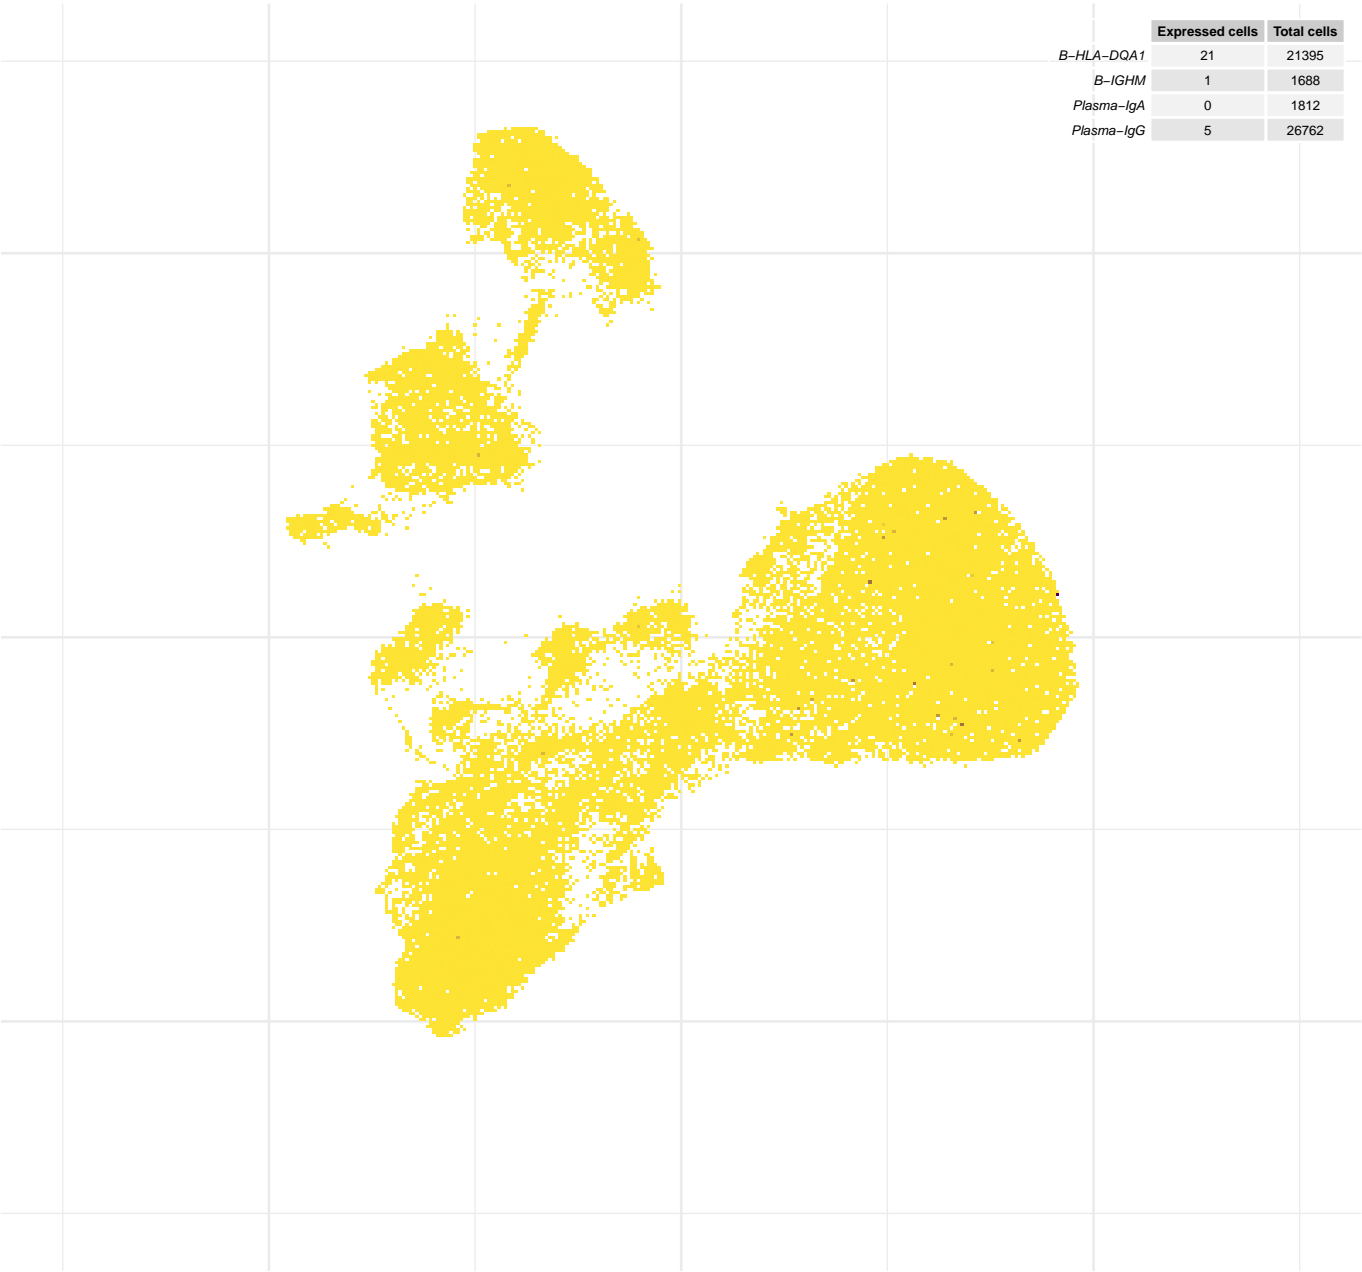 Expressed cells Total cells
B−HLA−DQA1 21 21395
B−IGHM 1 1688
Plasma−IgA 0 1812
Plasma−IgG 5 26762